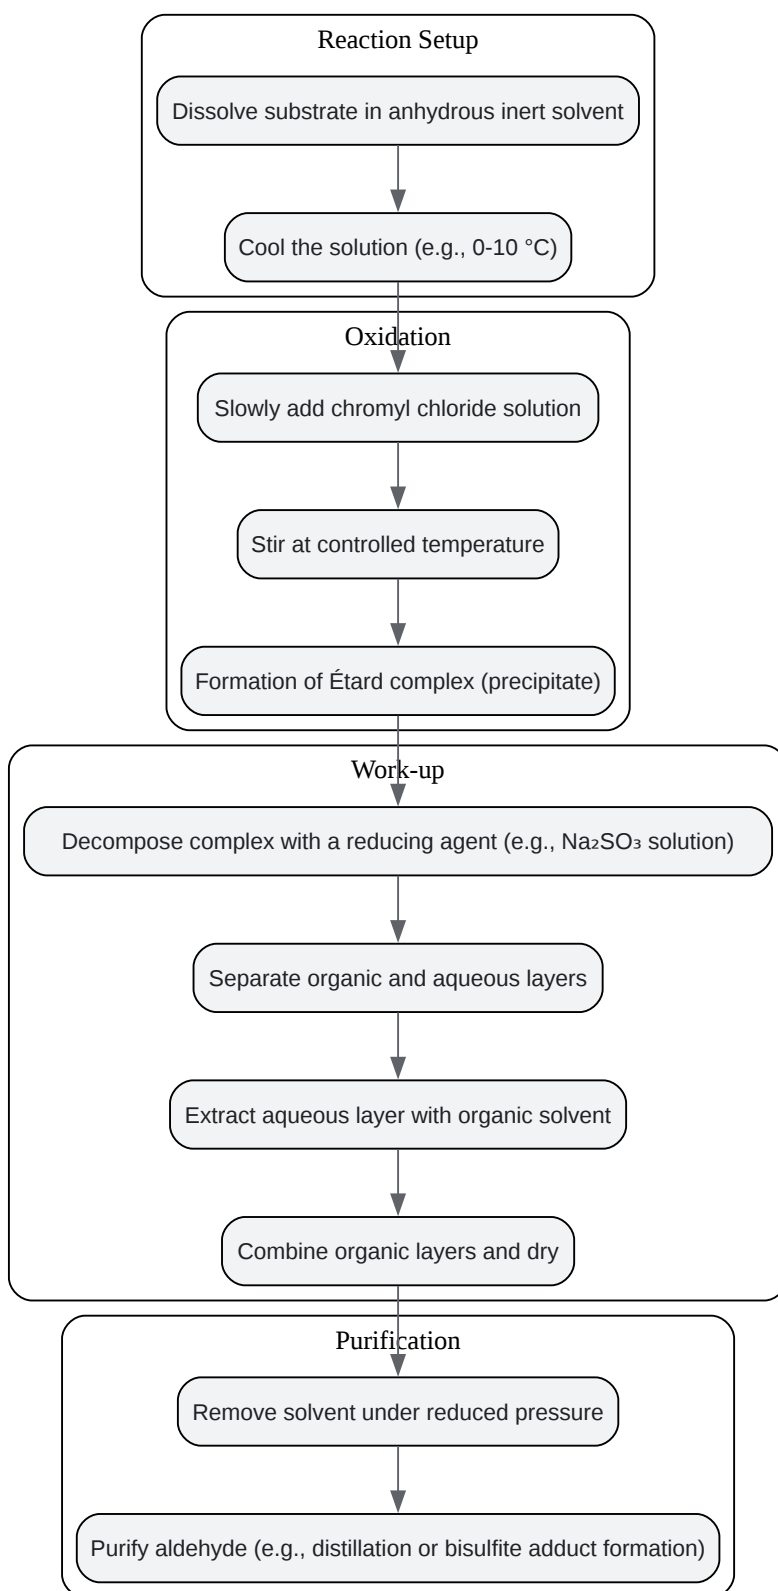 Reaction Setup
Dissolve substrate in anhydrous inert solvent
Cool the solution (e.g., 0-10 °C)
Oxidation
Slowly add chromyl chloride solution
Stir at controlled temperature
Formation of Étard complex (precipitate)
Work-up
Decompose complex with a reducing agent (e.g., Na₂SO₃ solution)
Separate organic and aqueous layers
Extract aqueous layer with organic solvent
Combine organic layers and dry
Purification
Remove solvent under reduced pressure
Purify aldehyde (e.g., distillation or bisulfite adduct formation)